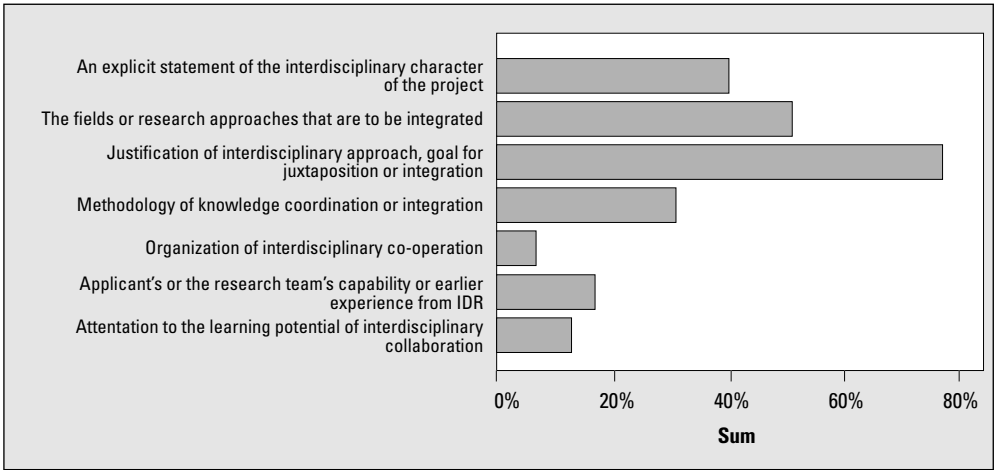 An explicit statement of the interdisciplinary character
of the project
The fields or research approaches that are to be integrated
Justification of interdisciplinary approach, goal for
juxtaposition or integration
Methodology of knowledge coordination or integration
Organization of interdisciplinary co-operation
Applicant's or the research team's capability or earlier
experience from IDR
Attentation to the learning potential of interdisciplinary
collaboration
0% 20% 40% 60% 80%
Sum